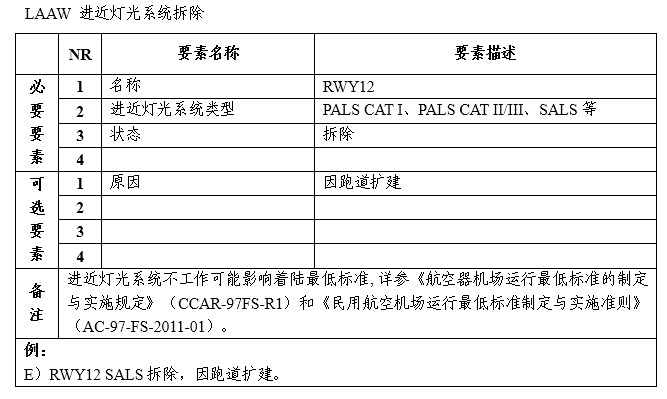 LAAW 进近灯光系统拆除
NR 要素名称 要素描述
必要要素
1 名称 RWY12
2 进近灯光系统类型 PALS CAT I、PALS CAT II/III、SALS 等
3 状态 拆除
4
可选要素
1 原因 因跑道扩建
2
3
4
备注
进近灯光系统不工作可能影响着陆最低标准, 详参《航空器机场运行最低标准的制定
与实施规定》（CCAR-97FS-R1）和《民用航空机场运行最低标准制定与实施准则》
（AC-97-FS-2011-01）。
例：
E）RWY12 SALS 拆除，因跑道扩建。